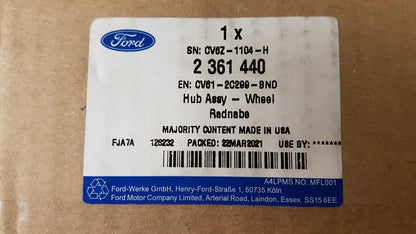 1 x
Ford
SN: CV6Z-1104-H
2 361 440
EN: CV61-2C299-BND
Hub Assy - Wheel
Radnabe
MAJORITY CONTENT MADE IN USA
FJA7A 126232 PACKED: 22MAR2021 USE BY:*******
A4LPMS NO. MFL001
Ford-Werke GmbH, Henry-Ford-Straße 1, 50735 Köln
Ford Motor Company Limited, Arterial Road, Laindon, Essex. SS15 6EE